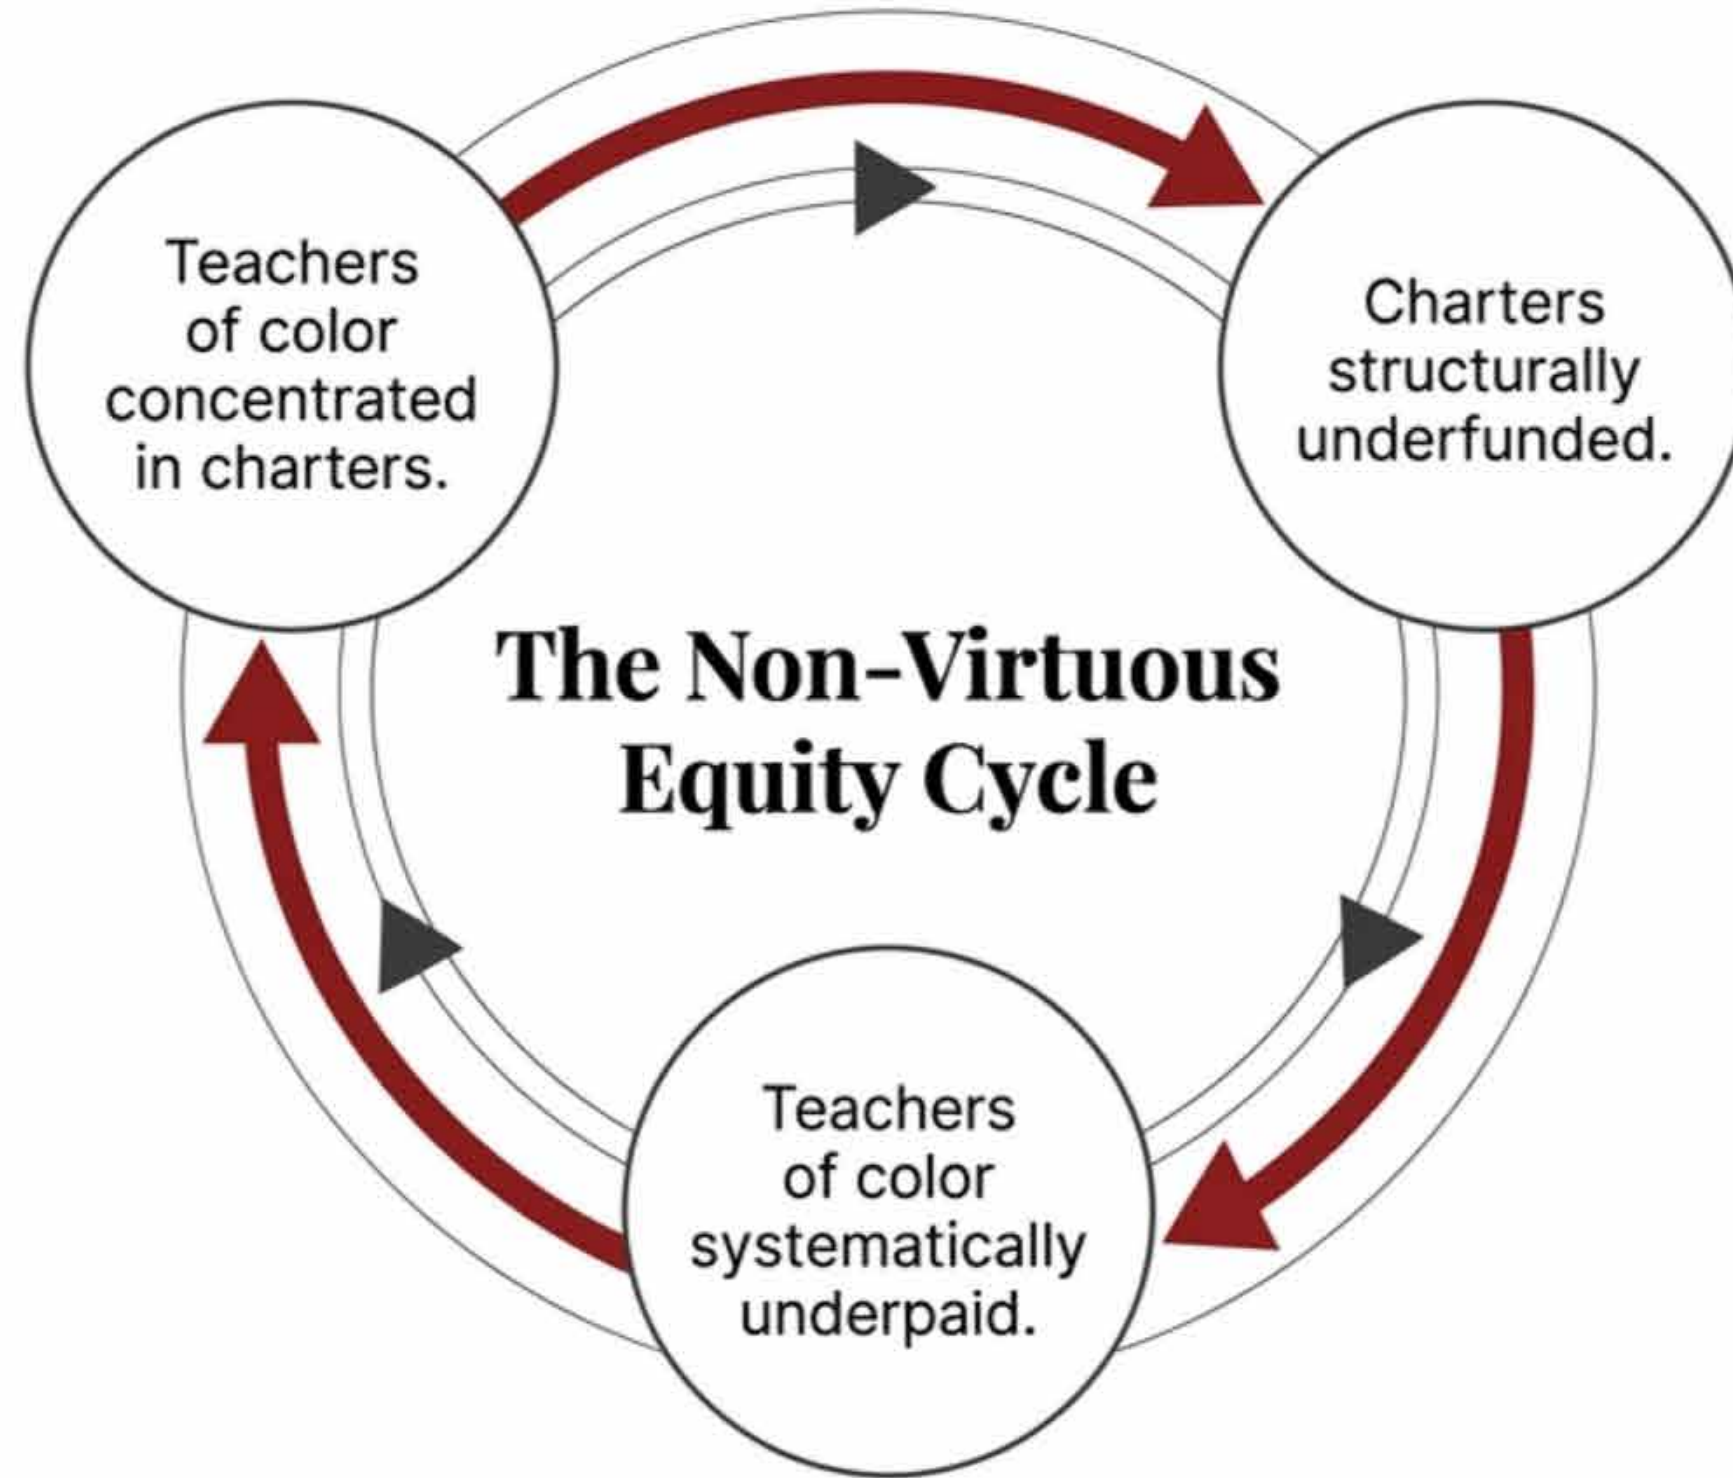 Teachers
of color
concentrated
in charters.
Charters
structurally
underfunded.
The Non-Virtuous
Equity Cycle
Teachers
of color
systematically
underpaid.